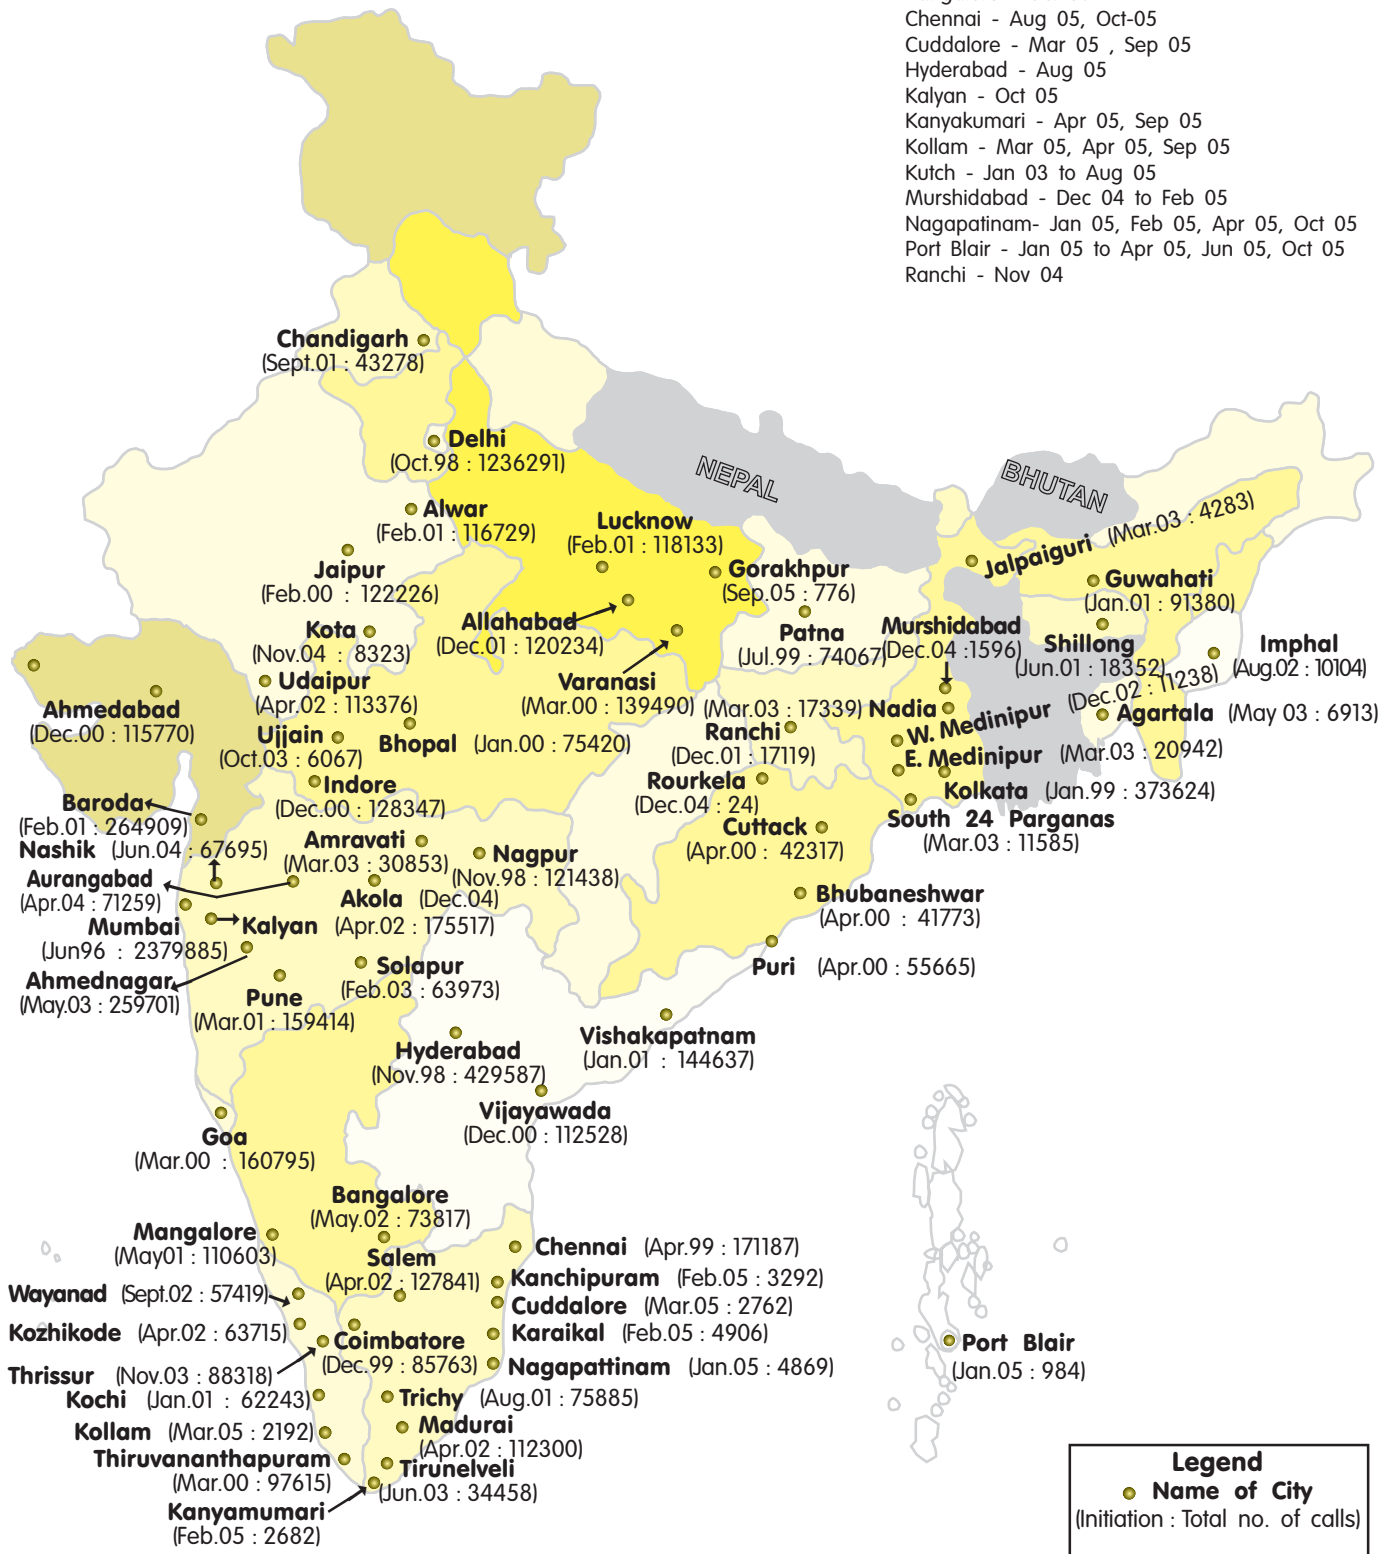 Chennai - Aug 05, Oct-05
Cuddalore - Mar 05 , Sep 05
Hyderabad - Aug 05
Kalyan - Oct 05
Kanyakumari - Apr 05, Sep 05
Kollam - Mar 05, Apr 05, Sep 05
Kutch - Jan 03 to Aug 05
Murshidabad - Dec 04 to Feb 05
Nagapatinam- Jan 05, Feb 05, Apr 05, Oct 05
Port Blair - Jan 05 to Apr 05, Jun 05, Oct 05
Ranchi - Nov 04
Chandigarh
(Sept.01 : 43278)
Delhi
(Oct.98 : 1236291)
NEPAL
BHUTAN
Alwar
(Feb.01 : 116729)
Lucknow
(Feb.01 : 118133)
Jalpaiguri (Mar.03 : 4283)
Jaipur
(Feb.00 : 122226)
Gorakhpur
(Sep.05 : 776)
Guwahati
(Jan.01 : 91380)
Kota
(Nov.04 : 8323)
Allahabad
(Dec.01 : 120234)
Patna
(Jul.99 : 74067)
Murshidabad
(Dec.04 :1596)
Shillong
(Jun.01 : 18352)
Imphal
(Aug.02 : 10104)
Udaipur
(Apr.02 : 113376)
Varanasi
(Mar.00 : 139490)
(Mar.03 : 17339) Nadia
W. Medinipur (Dec.02 : 11238)
Agartala (May 03 : 6913)
Ahmedabad
(Dec.00 : 115770)
Ujjain
(Oct.03 : 6067)
Bhopal (Jan.00 : 75420)
Ranchi
(Dec.01 : 17119)
E. Medinipur (Mar.03 : 20942)
Indore
(Dec.00 : 128347)
Rourkela
(Dec.04 : 24)
Kolkata (Jan.99 : 373624)
Baroda
(Feb.01 : 264909)
South 24 Parganas
(Mar.03 : 11585)
Nashik (Jun.04 : 67695)
Amravati
(Mar.03 : 30853)
Nagpur
(Nov.98 : 121438)
Cuttack
(Apr.00 : 42317)
Aurangabad
(Apr.04 : 71259)
Akola (Dec.04)
Bhubaneshwar
(Apr.00 : 41773)
Mumbai
(Jun96 : 2379885)
Kalyan (Apr.02 : 175517)
Ahmednagar
(May.03 : 259701)
Solapur
(Feb.03 : 63973)
Puri (Apr.00 : 55665)
Pune
(Mar.01 : 159414)
Hyderabad
(Nov.98 : 429587)
Vishakapatnam
(Jan.01 : 144637)
Vijayawada
(Dec.00 : 112528)
Goa
(Mar.00 : 160795)
Bangalore
(May.02 : 73817)
Mangalore
(May01 : 110603)
Salem
(Apr.02 : 127841)
Chennai (Apr.99 : 171187)
Kanchipuram (Feb.05 : 3292)
Wayanad (Sept.02 : 57419)
Cuddalore (Mar.05 : 2762)
Kozhikode (Apr.02 : 63715)
Karaikal (Feb.05 : 4906)
Coimbatore
(Dec.99 : 85763)
Port Blair
(Jan.05 : 984)
Thrissur (Nov.03 : 88318)
Nagapattinam (Jan.05 : 4869)
Kochi (Jan.01 : 62243)
Trichy (Aug.01 : 75885)
Kollam (Mar.05 : 2192)
Madurai
(Apr.02 : 112300)
Thiruvananthapuram
(Mar.00 : 97615)
Tirunelveli
(Jun.03 : 34458)
Kanyamumari
(Feb.05 : 2682)
Legend
Name of City
(Initiation : Total no. of calls)